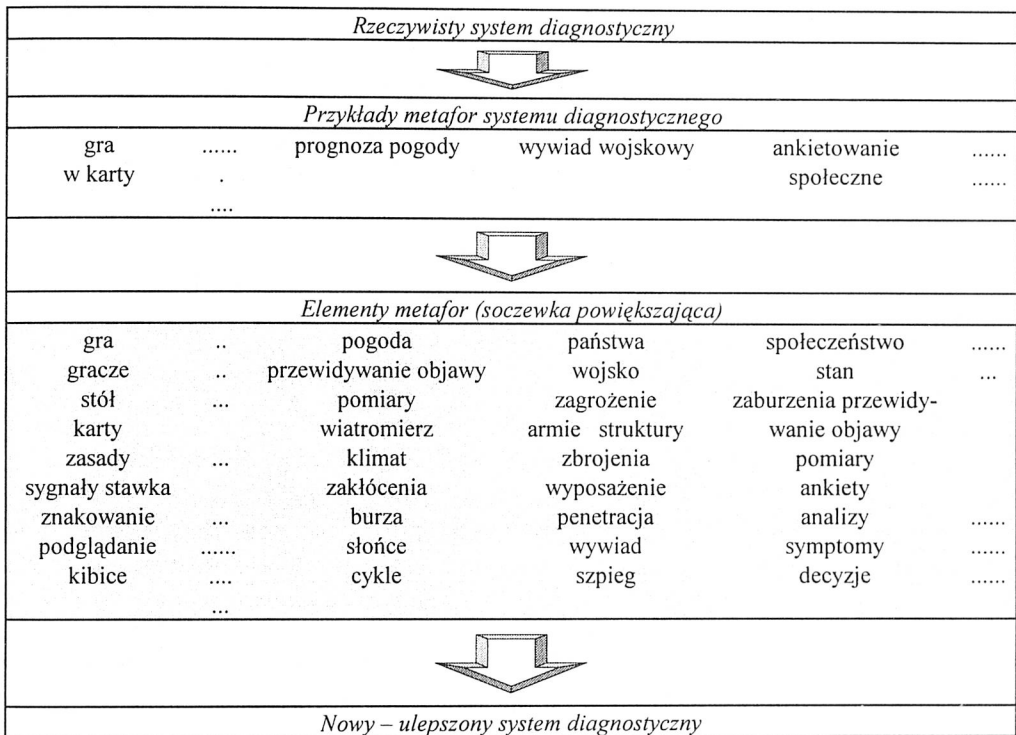 Rzeczywisty system diagnostyczny
Przykłady metafor systemu diagnostycznego
gra ...... prognoza pogody wywiad wojskowy ankietowanie ......
w karty . społeczne ......
....
Elementy metafor (soczewka powiększająca)
gra .. pogoda państwa społeczeństwo ......
gracze .. przewidywanie objawy wojsko stan ...
stół ... pomiary zagrożenie zaburzenia przewidy-
karty wiatromierz armie struktury wanie objawy
zasady ... klimat zbrojenia pomiary
sygnały stawka zakłócenia wyposażenie ankiety
znakowanie ... burza penetracja analizy ......
podglądanie ...... słońce wywiad symptomy ......
kibice .... cykle szpieg decyzje ......
...
Nowy – ulepszony system diagnostyczny